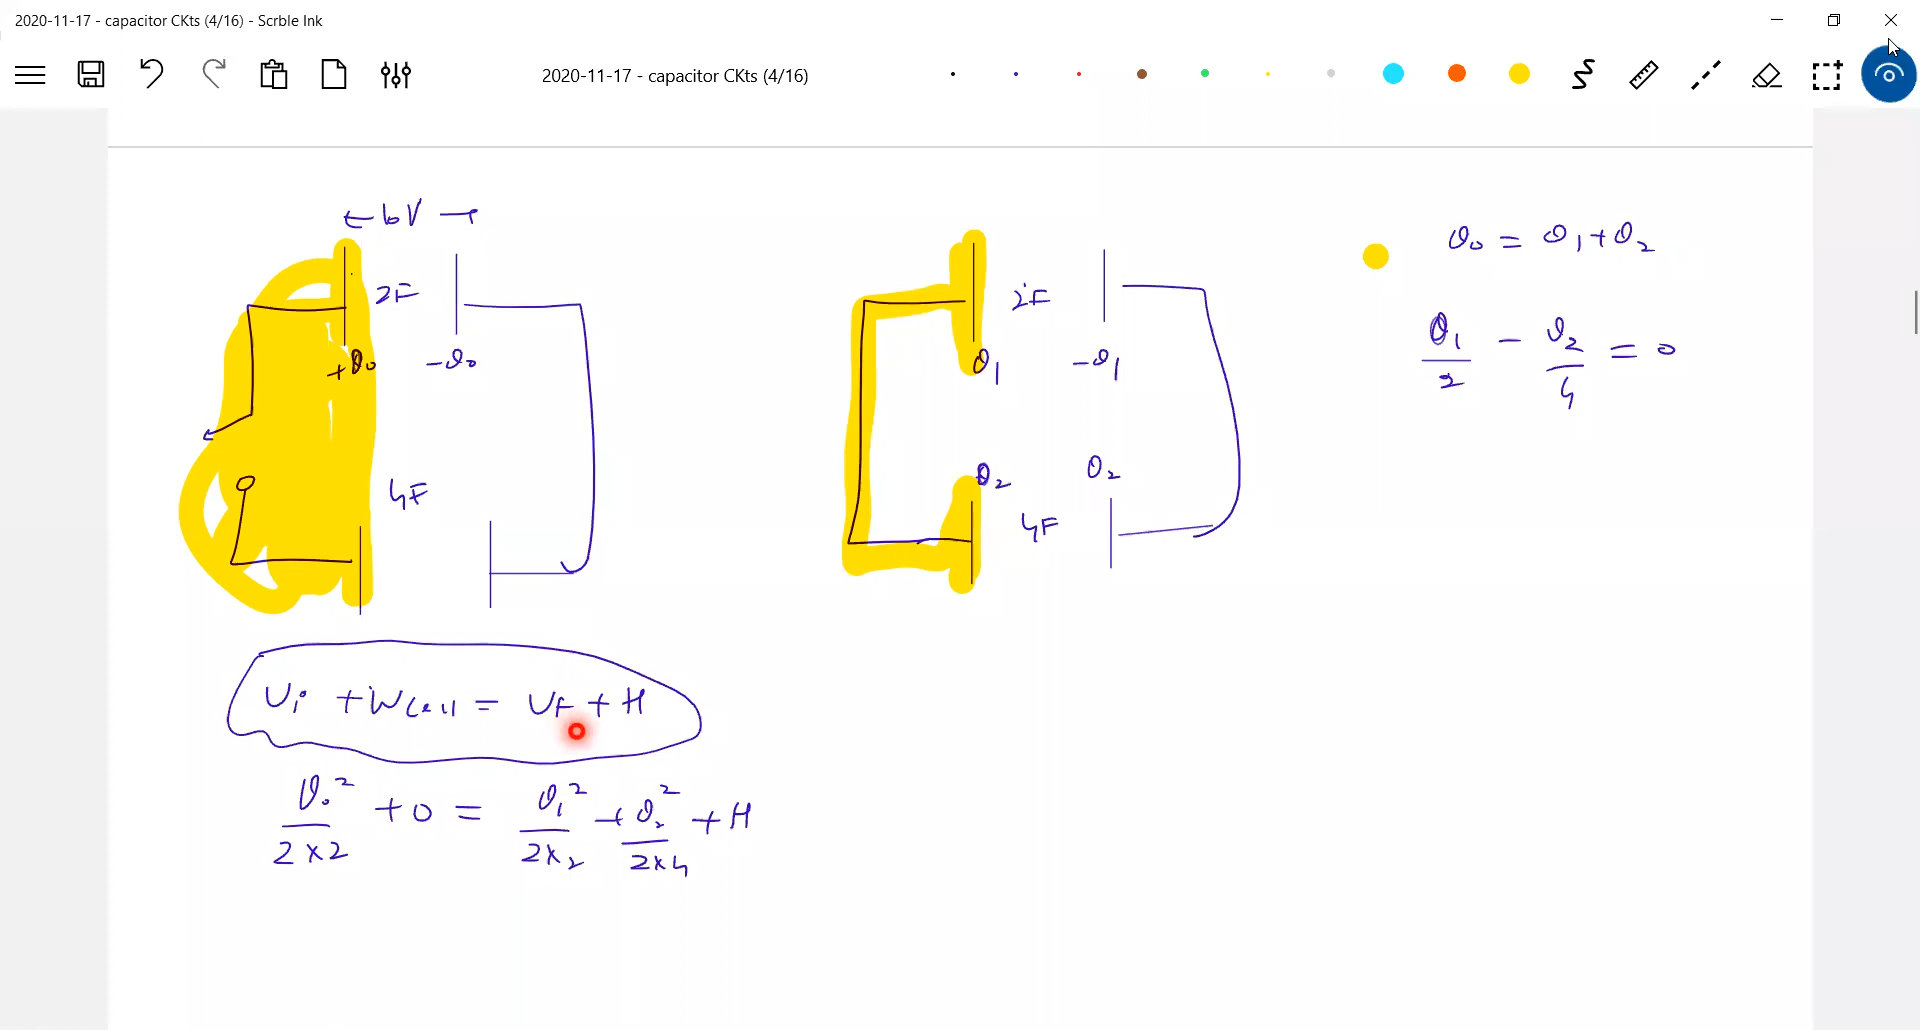 2020-11-17 - capacitor CKts (4/16) - Scrble Ink
2020-11-17 - capacitor CKts (4/16)
← 6V →
2F
+Q₀ -Q₀
4F
2F
Q₁ -Q₁
Q₂ Q₂
4F
Q₀ = Q₁ + Q₂
Q₁/2 - Q₂/4 = 0
Ui + Wcell = UF + H
Q₀²/2×2 + 0 = Q₁²/2×2 + Q₂²/2×4 + H